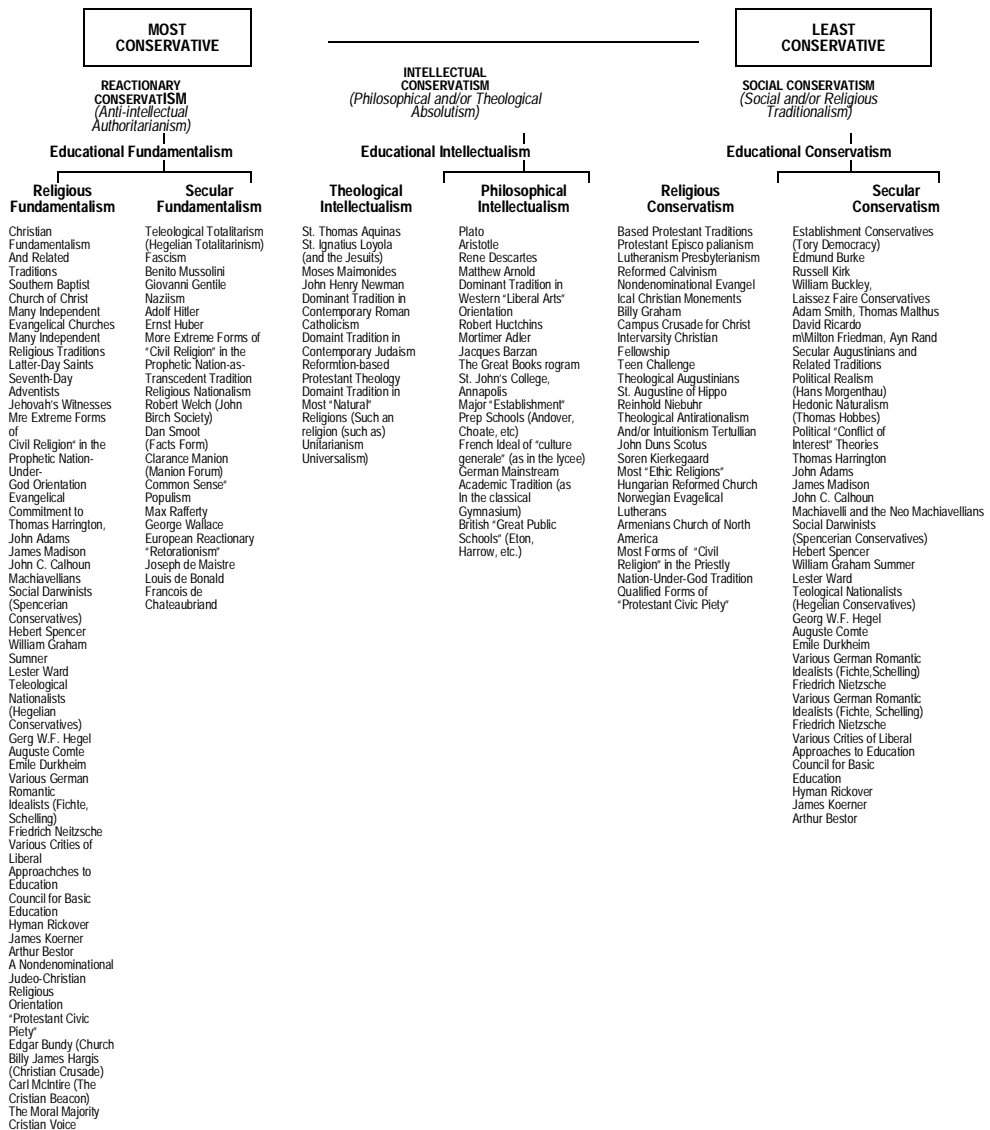 MOST
CONSERVATIVE
LEAST
CONSERVATIVE
REACTIONARY
CONSERVATISM
(Anti-intellectual
Authoritarianism)
INTELLECTUAL
CONSERVATISM
(Philosophical and/or Theological
Absolutism)
SOCIAL CONSERVATISM
(Social and/or Religious
Traditionalism)
Educational Fundamentalism
Educational Intellectualism
Educational Conservatism
Religious
Fundamentalism
Christian
Fundamentalism
And Related
Traditions
Southern Baptist
Church of Christ
Many Independent
Evangelical Churches
Many Independent
Religious Traditions
Latter-Day Saints
Seventh-Day
Adventists
Jehovah's Witnesses
Mre Extreme Forms
of
Civil Religion" in the
Prophetic Nation-
Under-
God Orientation
Evangelical
Commitment to
Thomas Harrington,
John Adams
James Madison
John C. Calhoun
Machiavellians
Social Darwinists
(Spencerian
Conservatives)
Hebert Spencer
William Graham
Sumner
Lester Ward
Teleological
Nationalists
(Hegelian
Conservatives)
Gerg W.F. Hegel
Auguste Comte
Emile Durkheim
Various German
Romantic
Idealists (Fichte,
Schelling)
Friedrich Neitzsche
Various Crities of
Liberal
Approachches to
Education
Council for Basic
Education
Hyman Rickover
James Koerner
Arthur Bestor
A Nondenominational
Judeo-Christian
Religious
Orientation
"Protestant Civic
Piety"
Edgar Bundy (Church
Billy James Hargis
(Christian Crusade)
Carl McIntire (The
Cristian Beacon)
The Moral Majority
Cristian Voice
Secular
Fundamentalism
Teleological Totalitarism
(Hegelian Totalitarinism)
Fascism
Benito Mussolini
Giovanni Gentile
Naziism
Adolf Hitler
Ernst Huber
More Extreme Forms of
"Civil Religion" in the
Prophetic Nation-as-
Transcedent Tradition
Religious Nationalism
Robert Welch (John
Birch Society)
Dan Smoot
(Facts Form)
Clarance Manion
(Manion Forum)
Common Sense"
Populism
Max Rafferty
George Wallace
European Reactionary
"Retorationism"
Joseph de Maistre
Louis de Bonald
Francois de
Chateaubriand
Theological
Intellectualism
St. Thomas Aquinas
St. Ignatius Loyola
(and the Jesuits)
Moses Maimonides
John Henry Newman
Dominant Tradition in
Contemporary Roman
Catholicism
Domaint Tradition in
Contemporary Judaism
Reformtion-based
Protestant Theology
Domaint Tradition in
Most "Natural"
Religions (Such an
religion (such as)
Unitarianism
Universalism)
Philosophical
Intellectualism
Plato
Aristotle
Rene Descartes
Matthew Arnold
Dominant Tradition in
Western "Liberal Arts"
Orientation
Robert Huctchins
Mortimer Adler
Jacques Barzan
The Great Books rogram
St. John's College,
Annapolis
Major "Establishment"
Prep Schools (Andover,
Choate, etc)
French Ideal of "culture
generale" (as in the lycee)
German Mainstream
Academic Tradition (as
In the classical
Gymnasium)
British "Great Public
Schools" (Eton,
Harrow, etc.)
Religious
Conservatism
Based Protestant Traditions
Protestant Episco palianism
Lutheranism Presbyterianism
Reformed Calvinism
Nondenominational Evangel
Ical Christian Monements
Billy Graham
Campus Crusade for Christ
Intervarsity Christian
Fellowship
Teen Challenge
Theological Augustinians
St. Augustine of Hippo
Reinhold Niebuhr
Theological Antirationalism
And/or Intuitionism Tertullian
John Duns Scotus
Soren Kierkegaard
Most "Ethic Religions"
Hungarian Reformed Church
Norwegian Evagelical
Lutherans
Armenians Church of North
America
Most Forms of "Civil
Religion" in the Priestly
Nation-Under-God Tradition
Qualified Forms of
"Protestant Civic Piety"
Secular
Conservatism
Establishment Conservatives
(Tory Democracy)
Edmund Burke
Russell Kirk
William Buckley,
Laissez Faire Conservatives
Adam Smith, Thomas Malthus
David Ricardo
mWilton Friedman, Ayn Rand
Secular Augustinians and
Related Traditions
Political Realism
(Hans Morgenthau)
Hedonic Naturalism
(Thomas Hobbes)
Political "Conflict of
Interest" Theories
Thomas Harrington
John Adams
James Madison
John C. Calhoun
Machiavelli and the Neo Machiavellians
Social Darwinists
(Spencerian Conservatives)
Hebert Spencer
William Graham Summer
Lester Ward
Teological Nationalists
(Hegelian Conservatives)
Georg W.F. Hegel
Auguste Comte
Emile Durkheim
Various German Romantic
Idealists (Fichte,Schelling)
Friedrich Nietzsche
Various German Romantic
Idealists (Fichte, Schelling)
Friedrich Nietzsche
Various Crities of Liberal
Approaches to Education
Council for Basic
Education
Hyman Rickover
James Koerner
Arthur Bestor